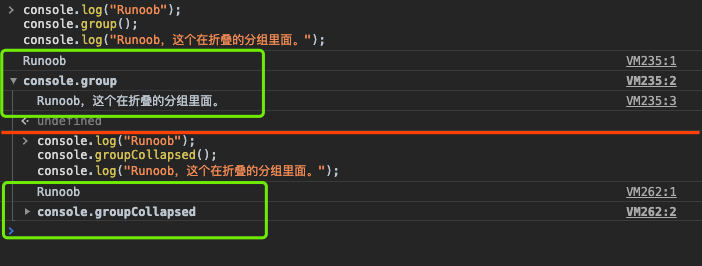 console.log("Runoob");
console.group();
console.log("Runoob，这个在折叠的分组里面。");
Runoob VM235:1
console.group VM235:2
Runoob，这个在折叠的分组里面。 VM235:3
undefined
console.log("Runoob");
console.groupCollapsed();
console.log("Runoob，这个在折叠的分组里面。");
Runoob VM262:1
console.groupCollapsed VM262:2